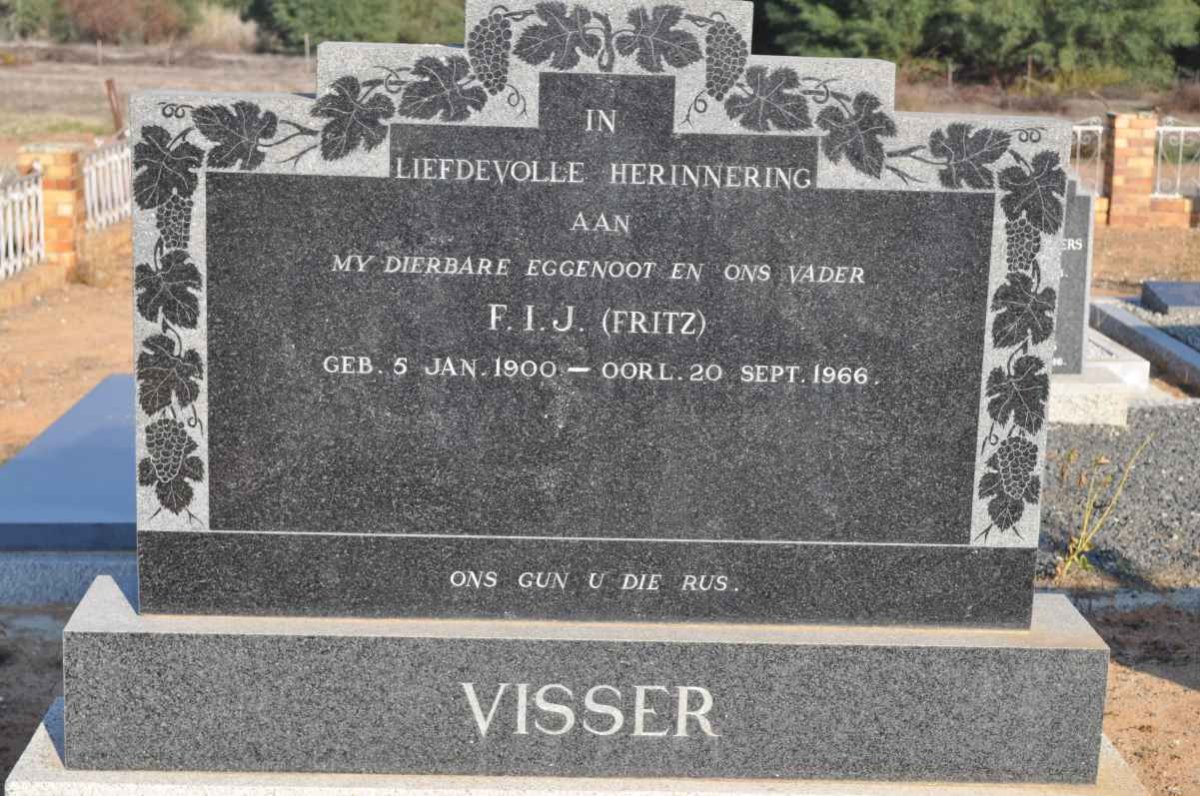 IN
LIEFDEVOLLE HERINNERING
AAN
MY DIERBARE EGGENOOT EN ONS VADER
F.I.J. (FRITZ)
GEB. 5 JAN. 1900 — OORL. 20 SEPT. 1966.
ONS GUN U DIE RUS.
VISSER